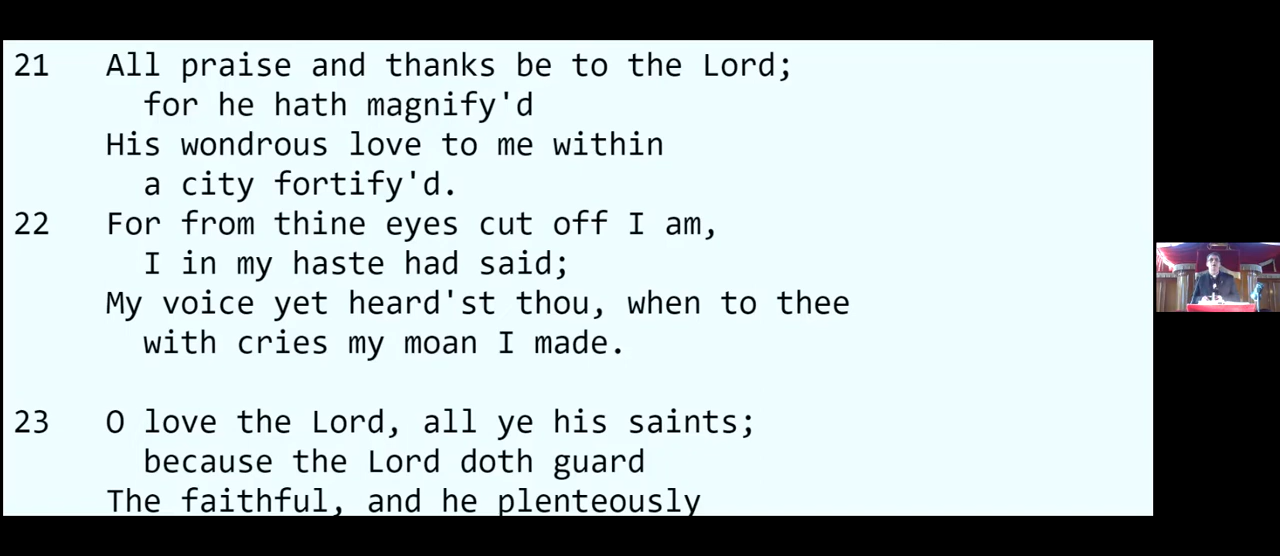 21 All praise and thanks be to the Lord;
for he hath magnify'd
His wondrous love to me within
a city fortify'd.
22 For from thine eyes cut off I am,
I in my haste had said;
My voice yet heard'st thou, when to thee
with cries my moan I made.
23 O love the Lord, all ye his saints;
because the Lord doth guard
The faithful, and he plenteously